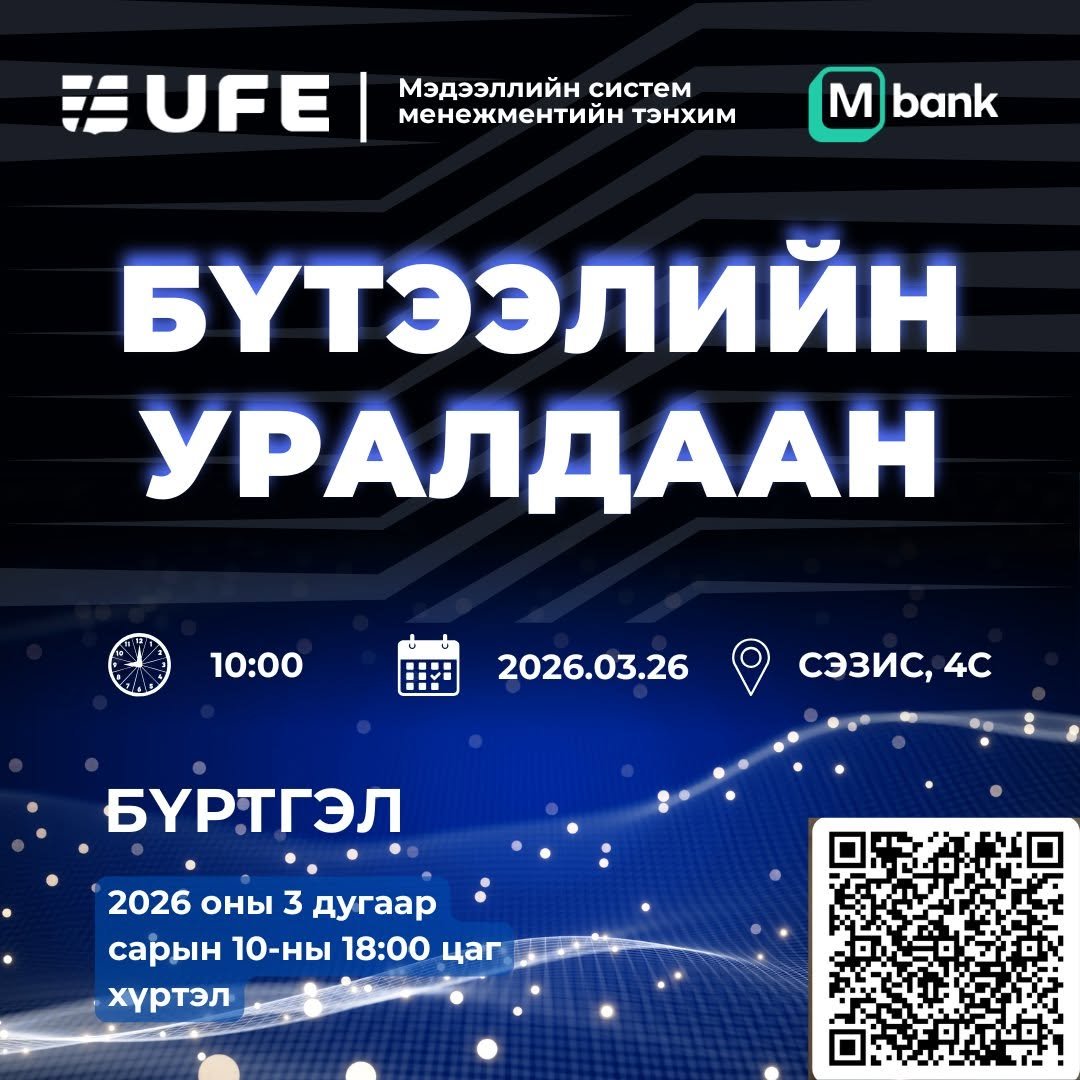 UFE
Мэдээллийн систем
менежментийн тэнхим
M bank
БҮТЭЭЛИЙН
УРАЛДААН
10:00
2026.03.26
СЭЗИС, 4С
БҮРТГЭЛ
2026 оны 3 дугаар
сарын 10-ны 18:00 цаг
хүртэл